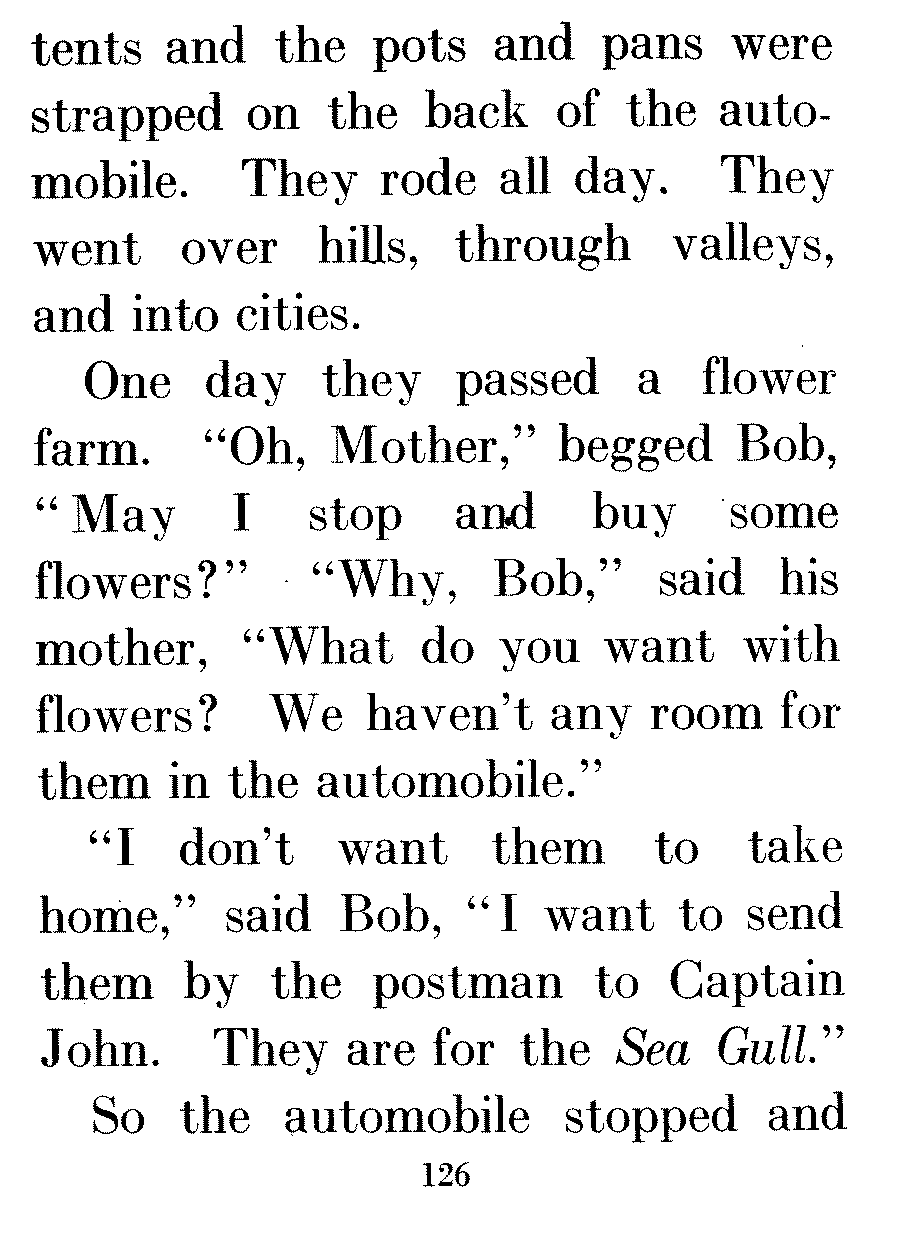 tents and the pots and pans were
strapped on the back of the auto-
mobile. They rode all day. They
went over hills, through valleys,
and into cities.
One day they passed a flower
farm. “Oh, Mother,” begged Bob,
“May I stop and buy some
flowers?” “Why, Bob,” said his
mother, “What do you want with
flowers? We haven't any room for
them in the automobile.”
“I don't want them to take
home,” said Bob, “I want to send
them by the postman to Captain
John. They are for the Sea Gull.”
So the automobile stopped and
126